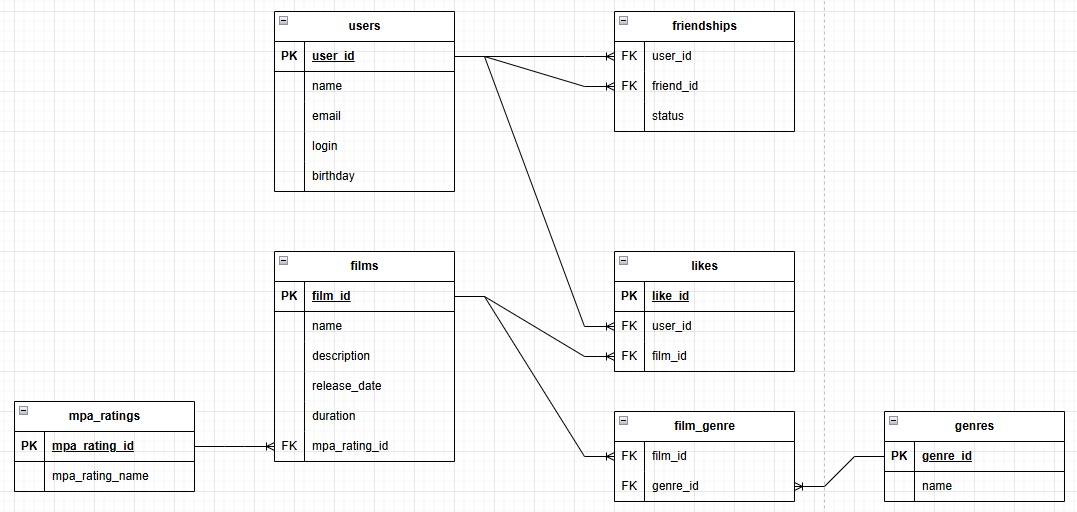 users
PK user_id
name
email
login
birthday
friendships
FK user_id
FK friend_id
status
films
PK film_id
name
description
release_date
duration
FK mpa_rating_id
likes
PK like_id
FK user_id
FK film_id
mpa_ratings
PK mpa_rating_id
mpa_rating_name
film_genre
FK film_id
FK genre_id
genres
PK genre_id
name